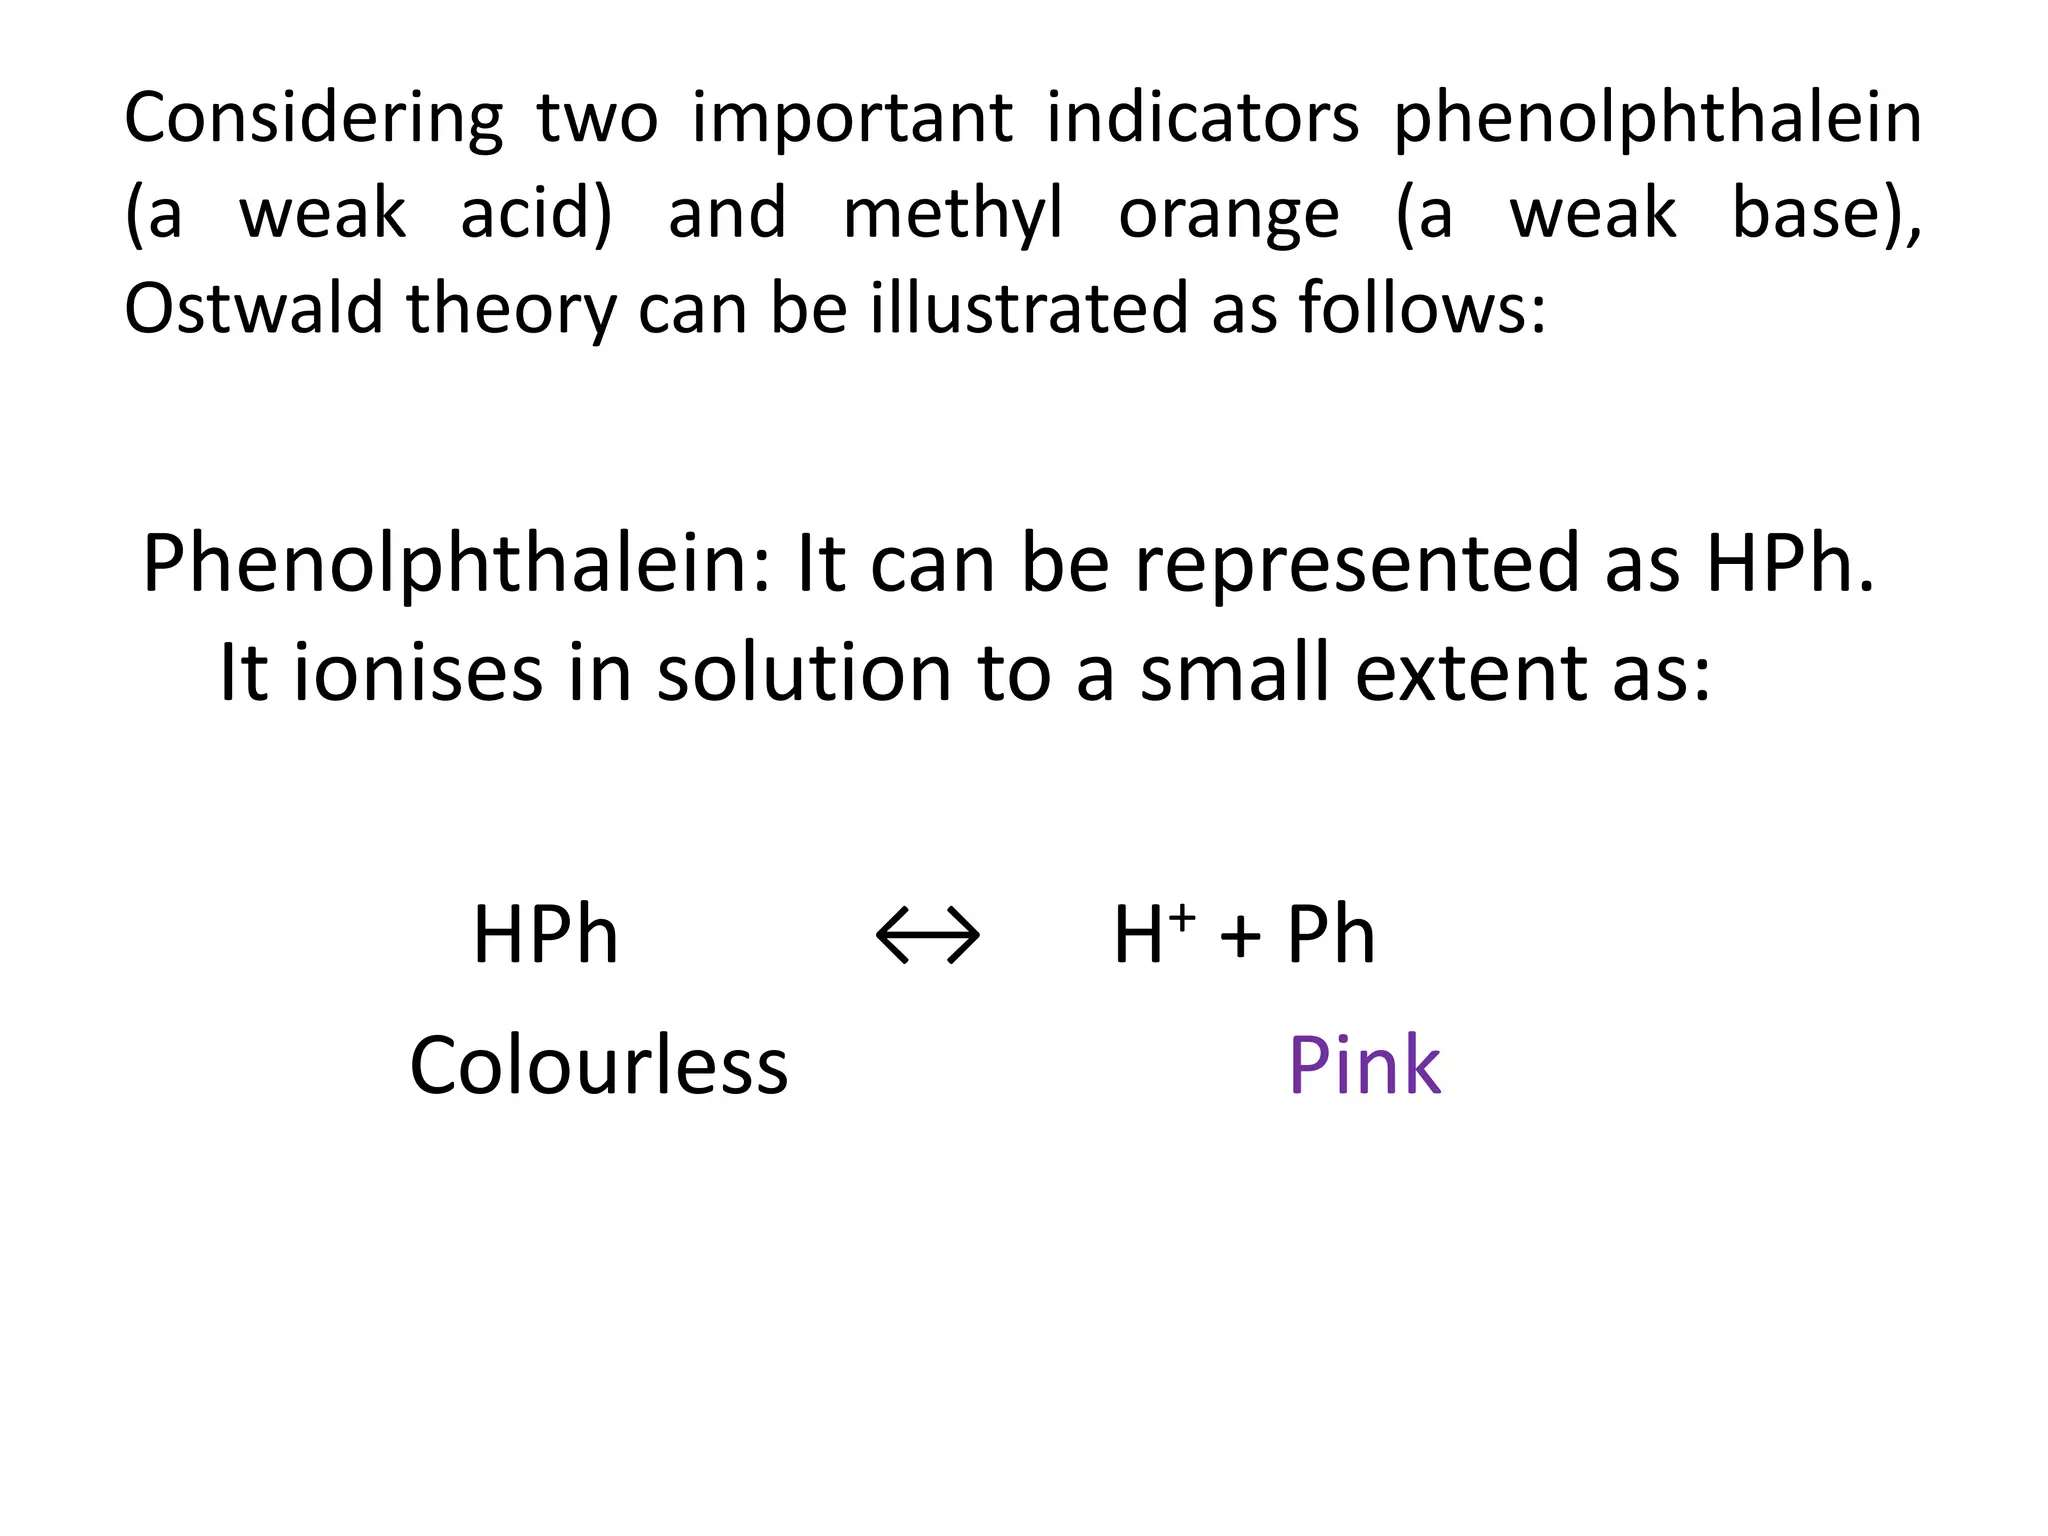 Considering two important indicators phenolphthalein
(a weak acid) and methyl orange (a weak base),
Ostwald theory can be illustrated as follows:
Phenolphthalein: It can be represented as HPh.
It ionises in solution to a small extent as:
HPh ↔ H⁺ + Ph
Colourless Pink